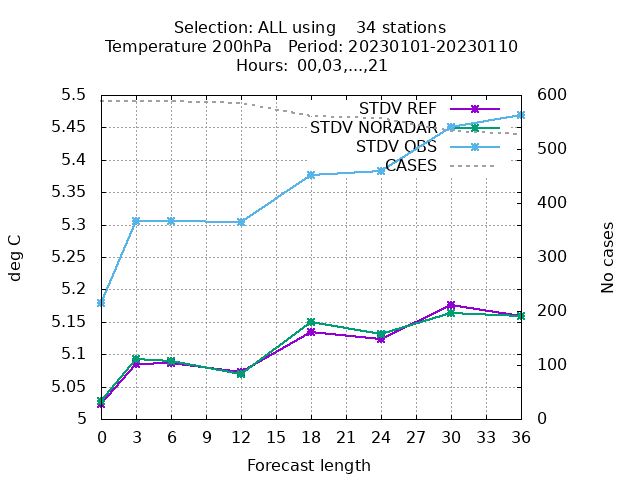 Selection: ALL using    34 stations
Temperature 200hPa   Period: 20230101-20230110
Hours: 00,03,...,21
5.5
5.45
5.4
5.35
5.3
5.25
5.2
5.15
5.1
5.05
5
deg C
STDV REF
STDV NORADAR
STDV OBS
CASES
600
500
400
300
200
100
0
No cases
0 3 6 9 12 15 18 21 24 27 30 33 36
Forecast length